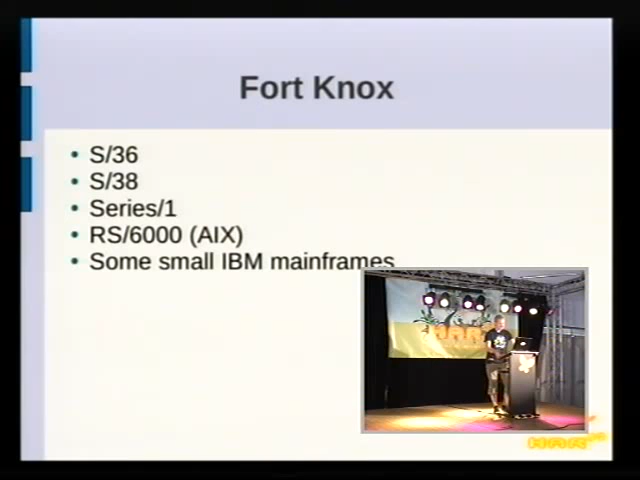 Fort Knox
S/36
S/38
Series/1
RS/6000 (AIX)
Some small IBM mainframes